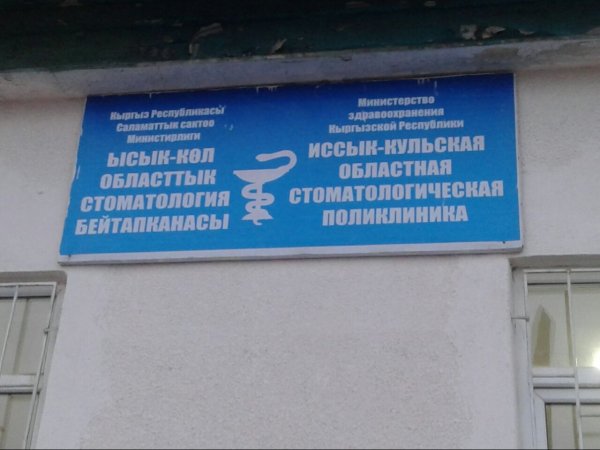 Кыргыз Республикасы
Саламаттык сактоо
Министирлиги
ЫСЫК-КӨЛ
ОБЛАСТТЫК
СТОМАТОЛОГИЯ
БЕЙТАПКАНАСЫ
Министерство
здравоохранения
Кыргызской Республики
ИССЫК-КУЛЬСКАЯ
ОБЛАСТНАЯ
СТОМАТОЛОГИЧЕСКАЯ
ПОЛИКЛИНИКА